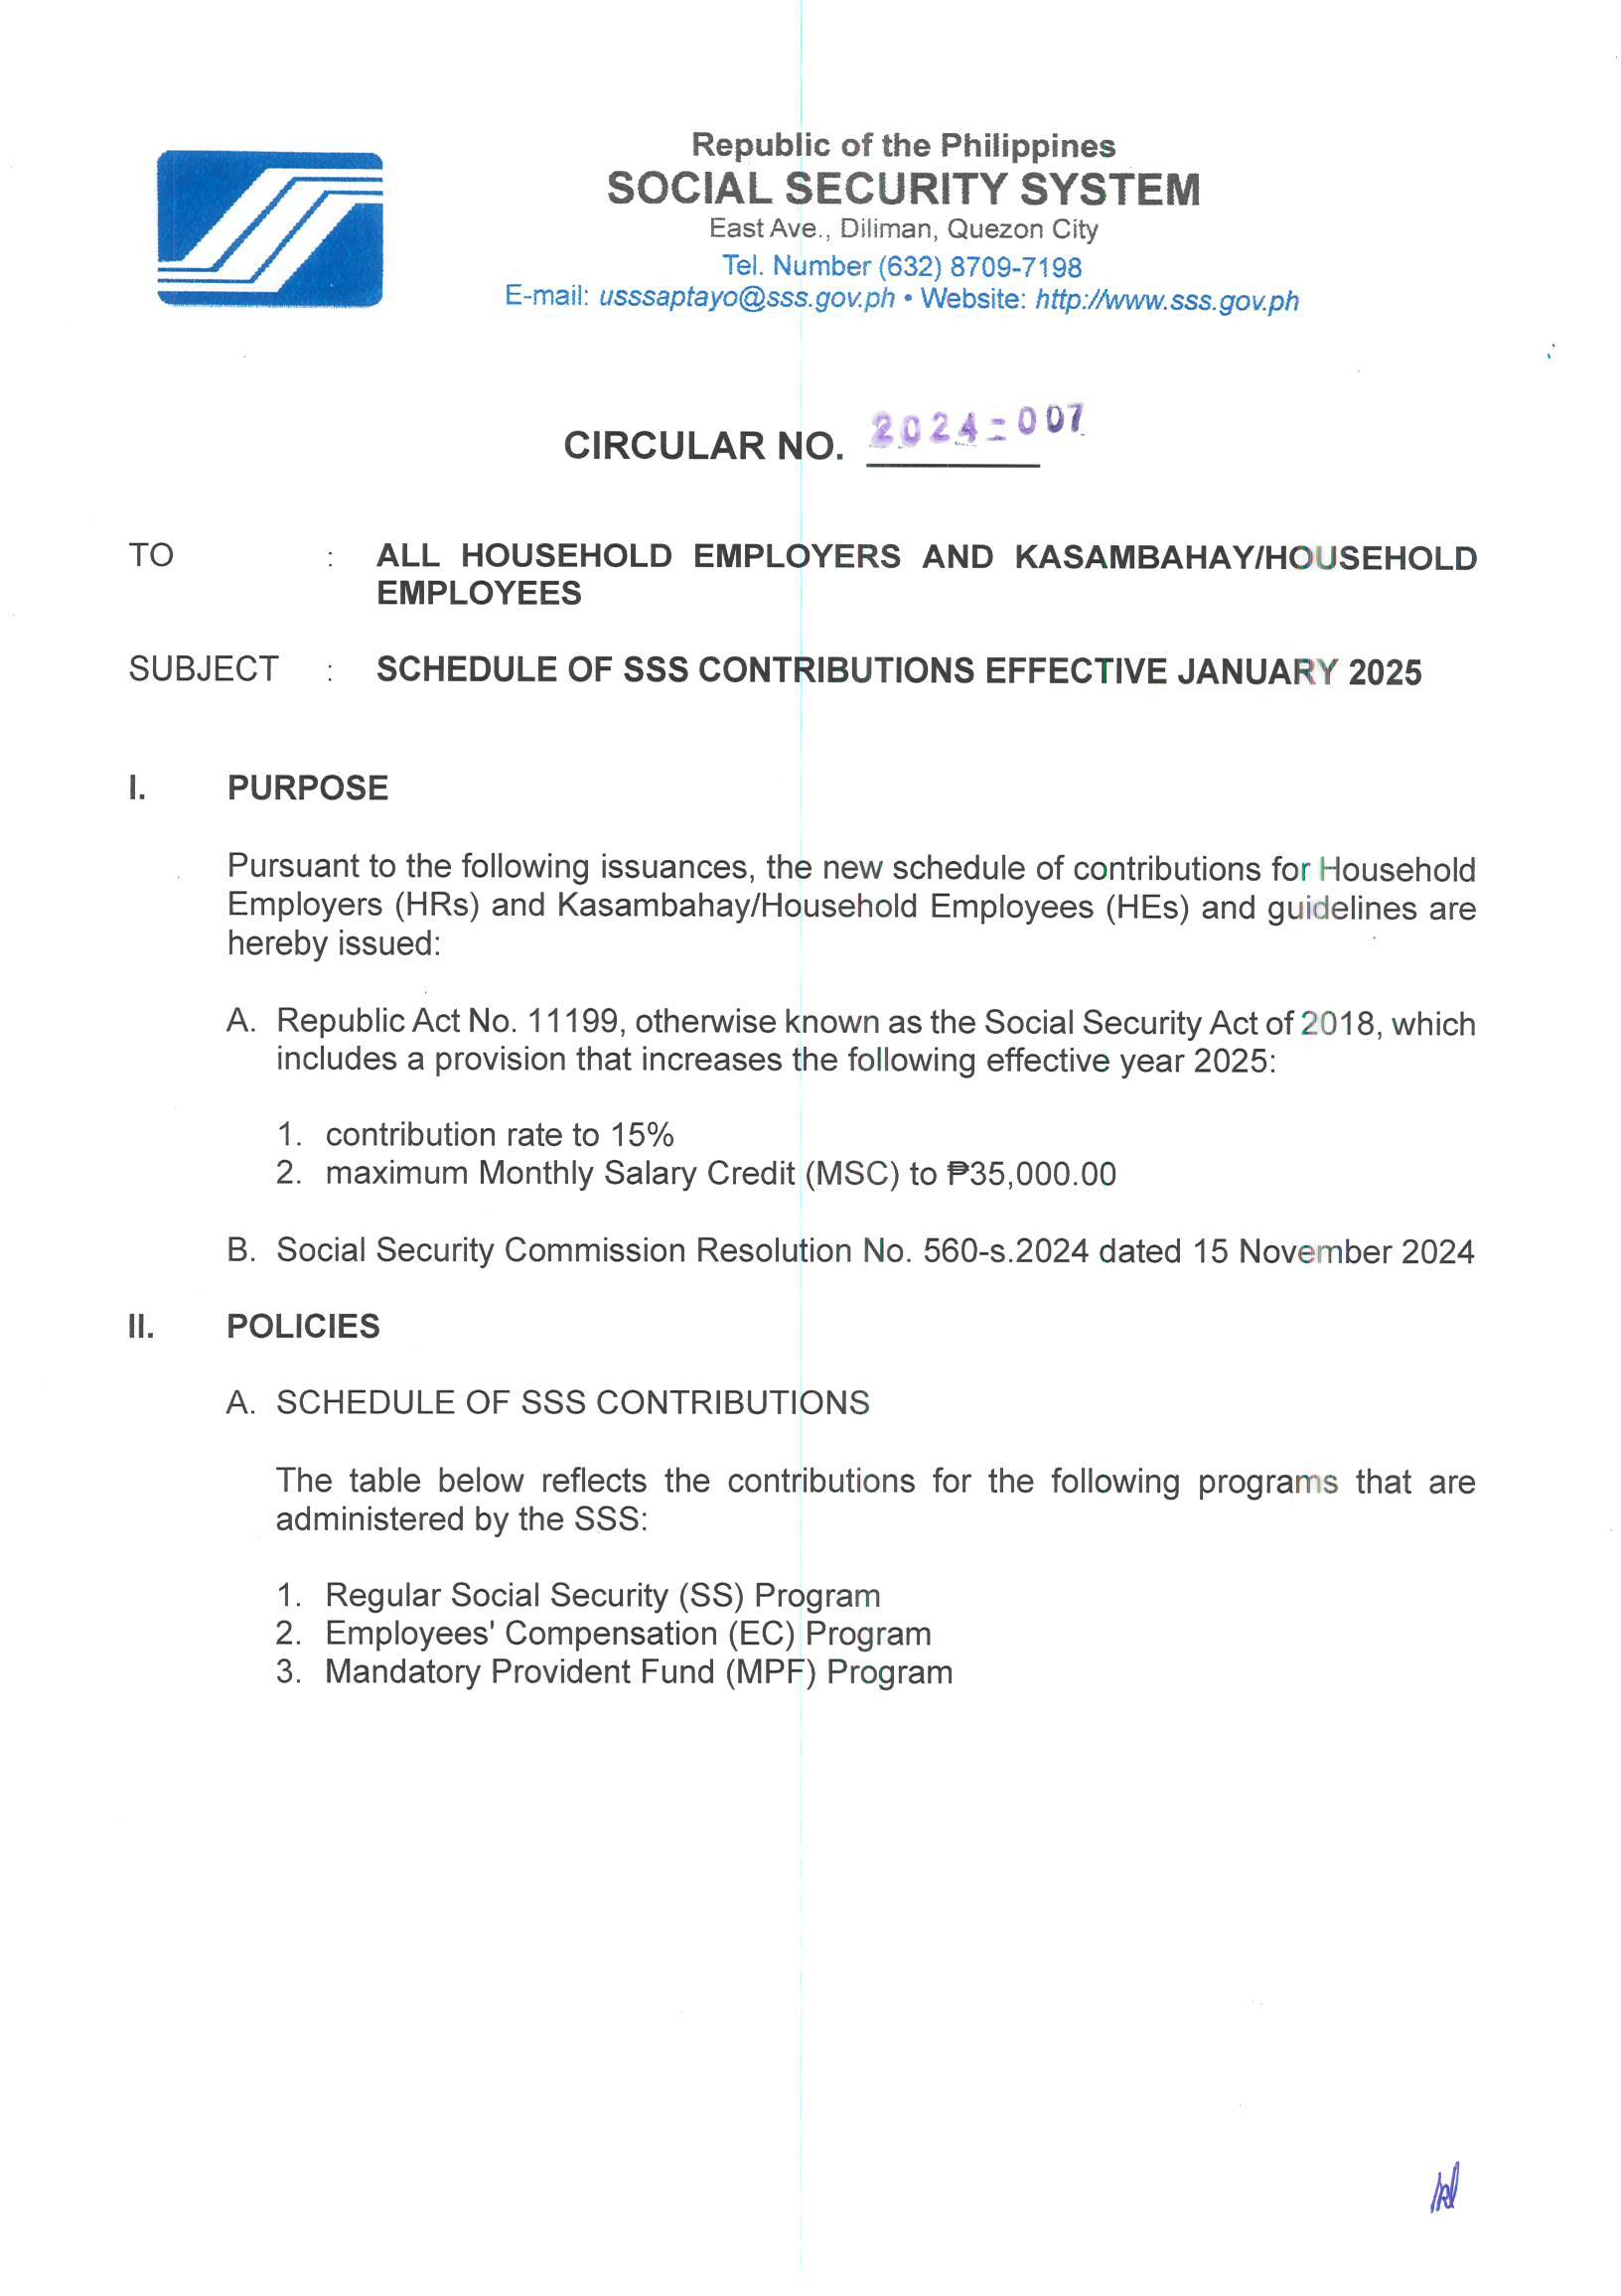 Republic of the Philippines
SOCIAL SECURITY SYSTEM
East Ave., Diliman, Quezon City
Tel. Number (632) 8709-7198
E-mail: usssaptayo@sss.gov.ph • Website: http://www.sss.gov.ph
CIRCULAR NO. 2024-007
TO : ALL HOUSEHOLD EMPLOYERS AND KASAMBAHAY/HOUSEHOLD
EMPLOYEES
SUBJECT : SCHEDULE OF SSS CONTRIBUTIONS EFFECTIVE JANUARY 2025
I. PURPOSE
Pursuant to the following issuances, the new schedule of contributions for Household
Employers (HRs) and Kasambahay/Household Employees (HEs) and guidelines are
hereby issued:
A. Republic Act No. 11199, otherwise known as the Social Security Act of 2018, which
includes a provision that increases the following effective year 2025:
1. contribution rate to 15%
2. maximum Monthly Salary Credit (MSC) to ₱35,000.00
B. Social Security Commission Resolution No. 560-s.2024 dated 15 November 2024
II. POLICIES
A. SCHEDULE OF SSS CONTRIBUTIONS
The table below reflects the contributions for the following programs that are
administered by the SSS:
1. Regular Social Security (SS) Program
2. Employees' Compensation (EC) Program
3. Mandatory Provident Fund (MPF) Program